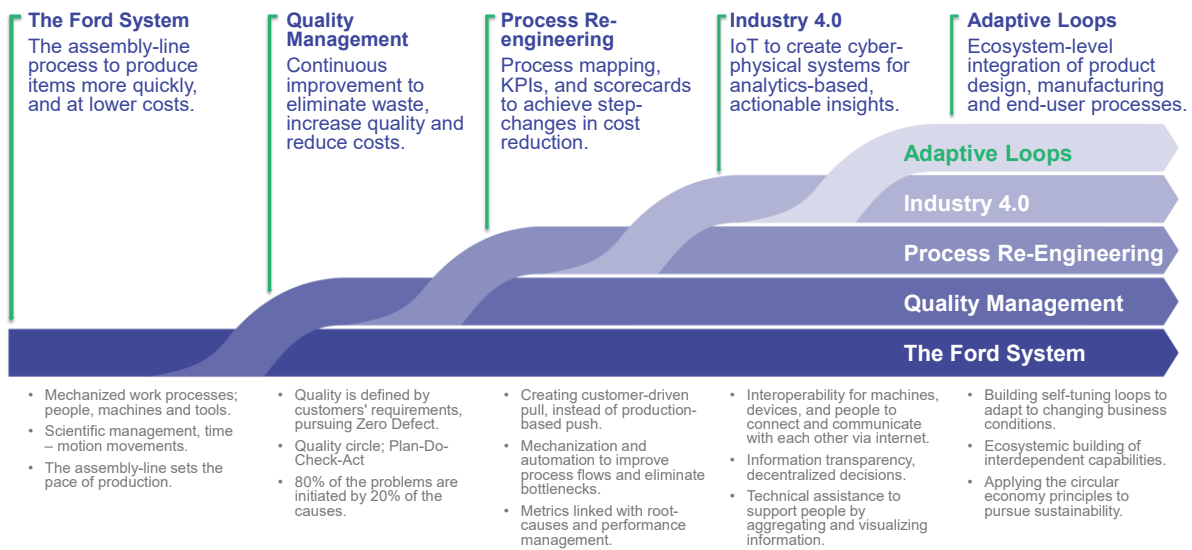 The Ford System
The assembly-line
process to produce
items more quickly,
and at lower costs.
Quality
Management
Continuous
improvement to
eliminate waste,
increase quality and
reduce costs.
Process Re-
engineering
Process mapping,
KPIs, and scorecards
to achieve step-
changes in cost
reduction.
Industry 4.0
IoT to create cyber-
physical systems for
analytics-based,
actionable insights.
Adaptive Loops
Ecosystem-level
integration of product
design, manufacturing
and end-user processes.
Adaptive Loops
Industry 4.0
Process Re-Engineering
Quality Management
The Ford System
• Mechanized work processes;
people, machines and tools.
• Scientific management, time
– motion movements.
• The assembly-line sets the
pace of production.
• Quality is defined by
customers' requirements,
pursuing Zero Defect.
• Quality circle; Plan-Do-
Check-Act
• 80% of the problems are
initiated by 20% of the
causes.
• Creating customer-driven
pull, instead of production-
based push.
• Mechanization and
automation to improve
process flows and eliminate
bottlenecks.
• Metrics linked with root-
causes and performance
management.
• Interoperability for machines,
devices, and people to
connect and communicate
with each other via internet.
• Information transparency,
decentralized decisions.
• Technical assistance to
support people by
aggregating and visualizing
information.
• Building self-tuning loops to
adapt to changing business
conditions.
• Ecosystemic building of
interdependent capabilities.
• Applying the circular
economy principles to
pursue sustainability.